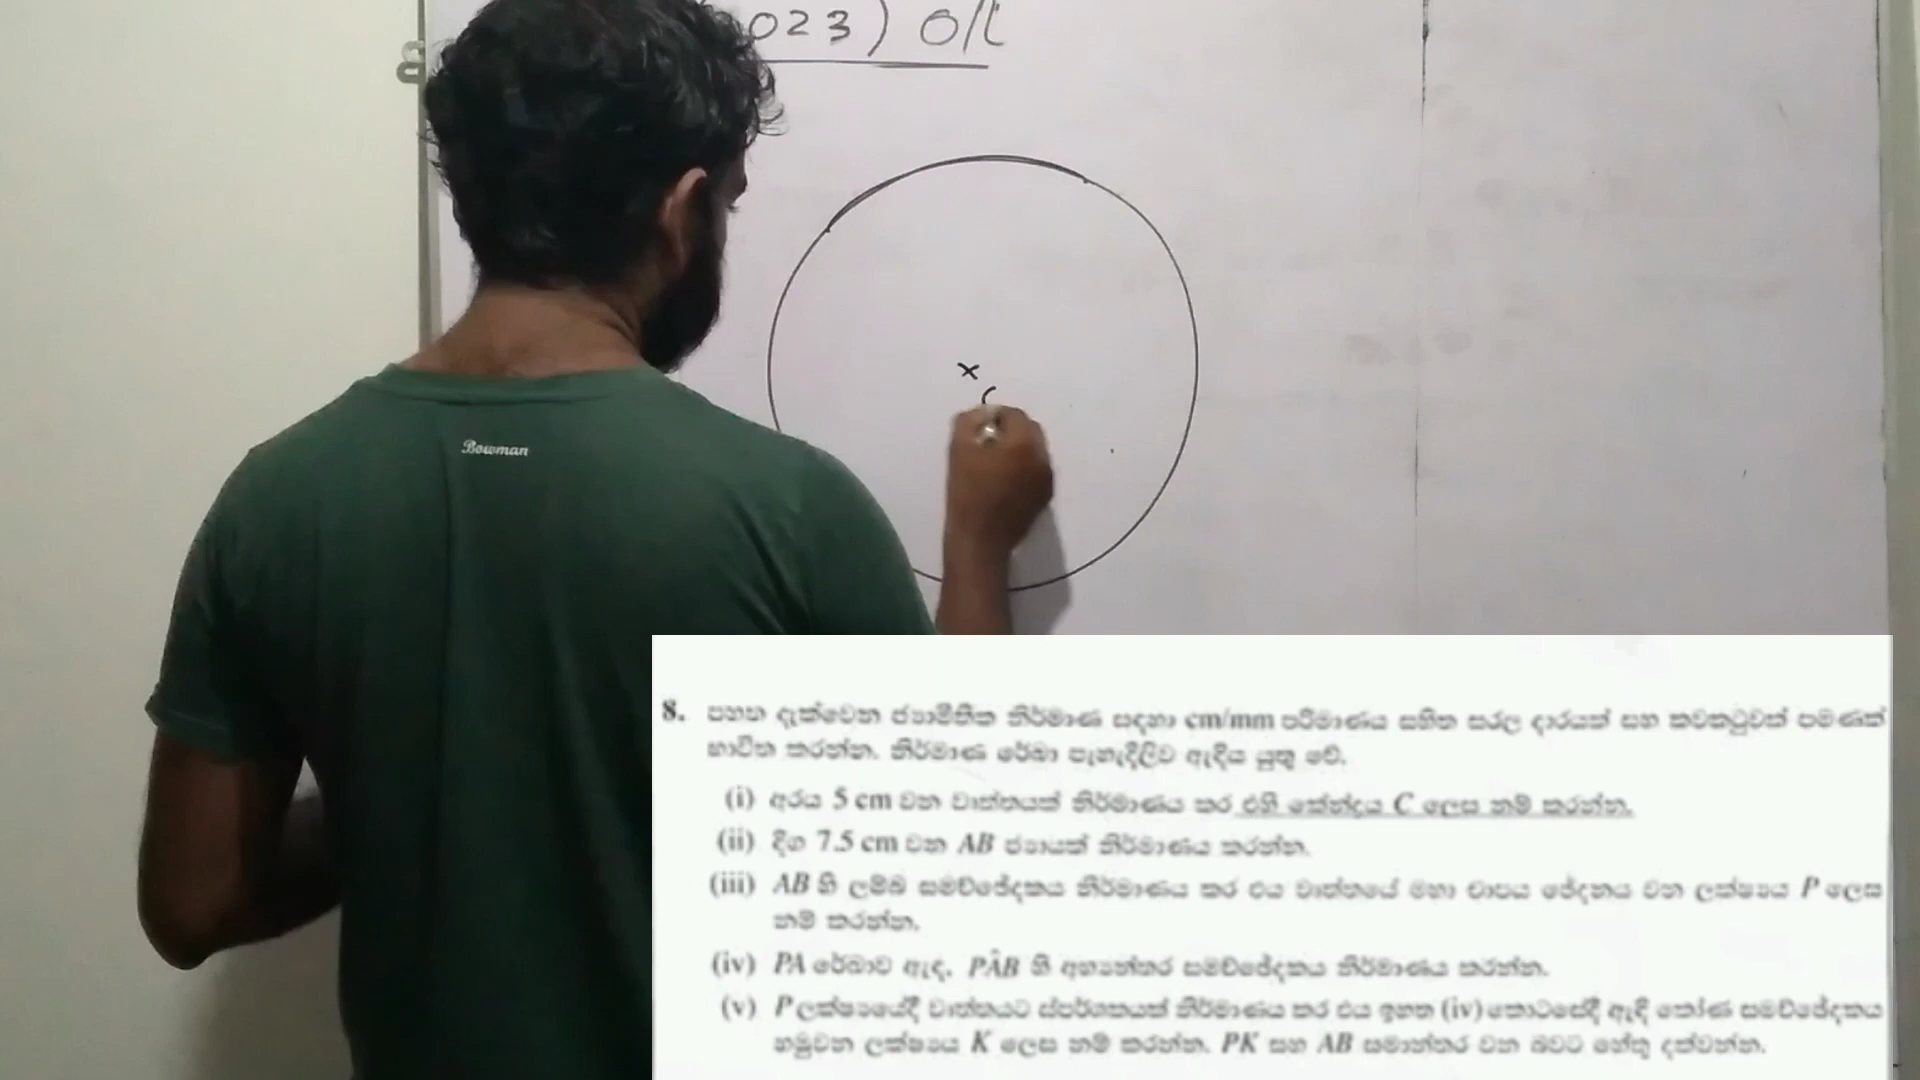 023) O/L
Bowman
8. පහත දැක්වෙන ජ්‍යාමිතික නිර්මාණ සඳහා cm/mm පරිමාණය සහිත සරල දාරයක් සහ කවකටුවක් පමණක්
භාවිත කරන්න. නිර්මාණ රේඛා පැහැදිලිව ඇඳිය යුතු වේ.
(i) අරය 5 cm වන වෘත්තයක් නිර්මාණය කර එහි කේන්ද්‍රය C ලෙස නම් කරන්න.
(ii) දිග 7.5 cm වන AB ජ්‍යායක් නිර්මාණය කරන්න.
(iii) AB හි ලම්බ සමච්ඡේදකය නිර්මාණය කර එය වෘත්තයේ මහා චාපය ඡේදනය වන ලක්ෂ්‍යය P ලෙස
නම් කරන්න.
(iv) PA රේඛාව ඇඳ, PÂB හි අභ්‍යන්තර සමච්ඡේදකය නිර්මාණය කරන්න.
(v) P ලක්ෂ්‍යයේදී වෘත්තයට ස්පර්ශකයක් නිර්මාණය කර එය ඉහත (iv) කොටසේදී ඇඳි කෝණ සමච්ඡේදකය
හමුවන ලක්ෂ්‍යය K ලෙස නම් කරන්න. PK සහ AB සමාන්තර වන බවට හේතු දක්වන්න.